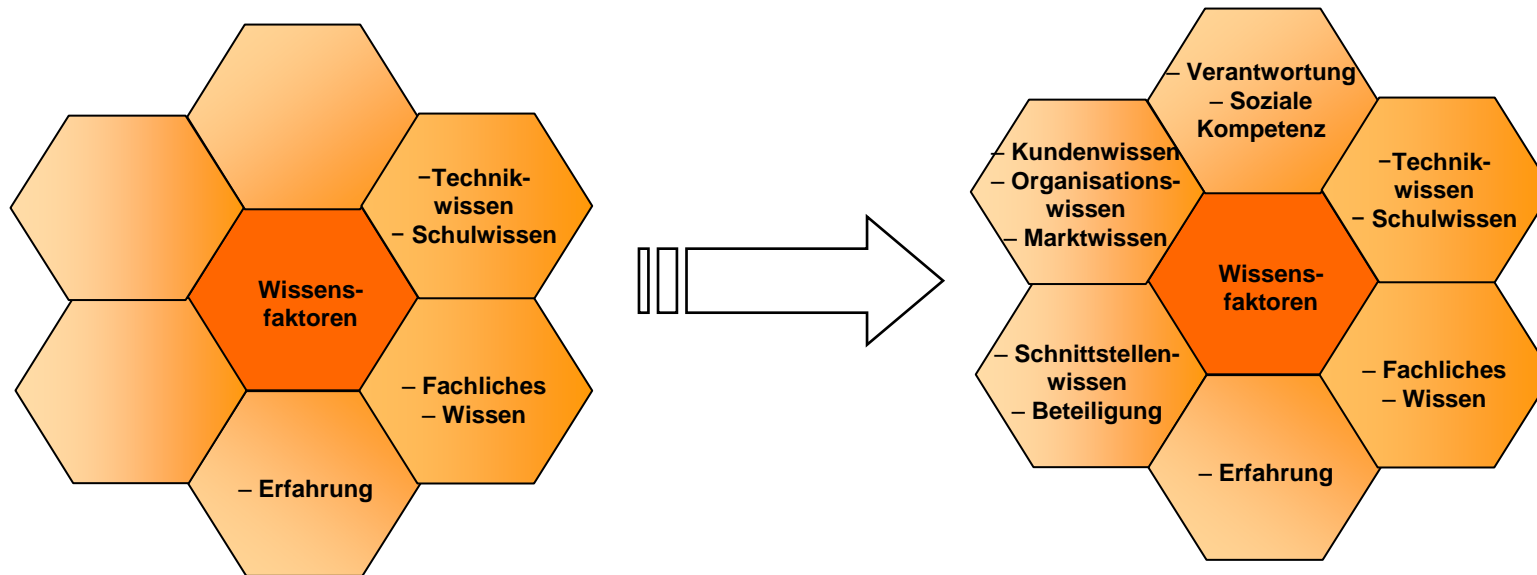 –Technik-
wissen
– Schulwissen
Wissens-
faktoren
– Fachliches
– Wissen
– Erfahrung
– Verantwortung
– Soziale
Kompetenz
– Kundenwissen
– Organisations-
wissen
– Marktwissen
–Technik-
wissen
– Schulwissen
Wissens-
faktoren
– Schnittstellen-
wissen
– Beteiligung
– Fachliches
– Wissen
– Erfahrung